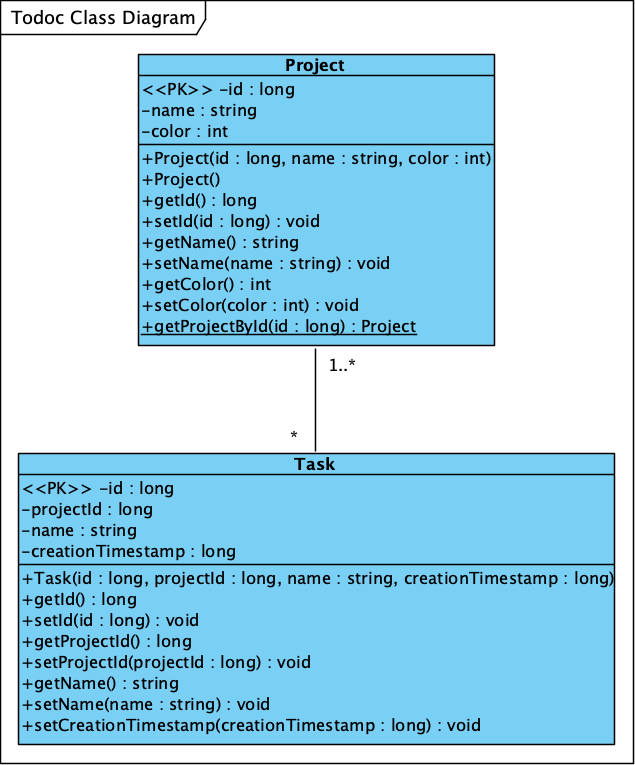 Todoc Class Diagram
Project
<<PK>> -id : long
-name : string
-color : int
+Project(id : long, name : string, color : int)
+Project()
+getId() : long
+setId(id : long) : void
+getName() : string
+setName(name : string) : void
+getColor() : int
+setColor(color : int) : void
+getProjectById(id : long) : Project
1..*
*
Task
<<PK>> -id : long
-projectId : long
-name : string
-creationTimestamp : long
+Task(id : long, projectId : long, name : string, creationTimestamp : long)
+getId() : long
+setId(id : long) : void
+getProjectId() : long
+setProjectId(projectId : long) : void
+getName() : string
+setName(name : string) : void
+setCreationTimestamp(creationTimestamp : long) : void